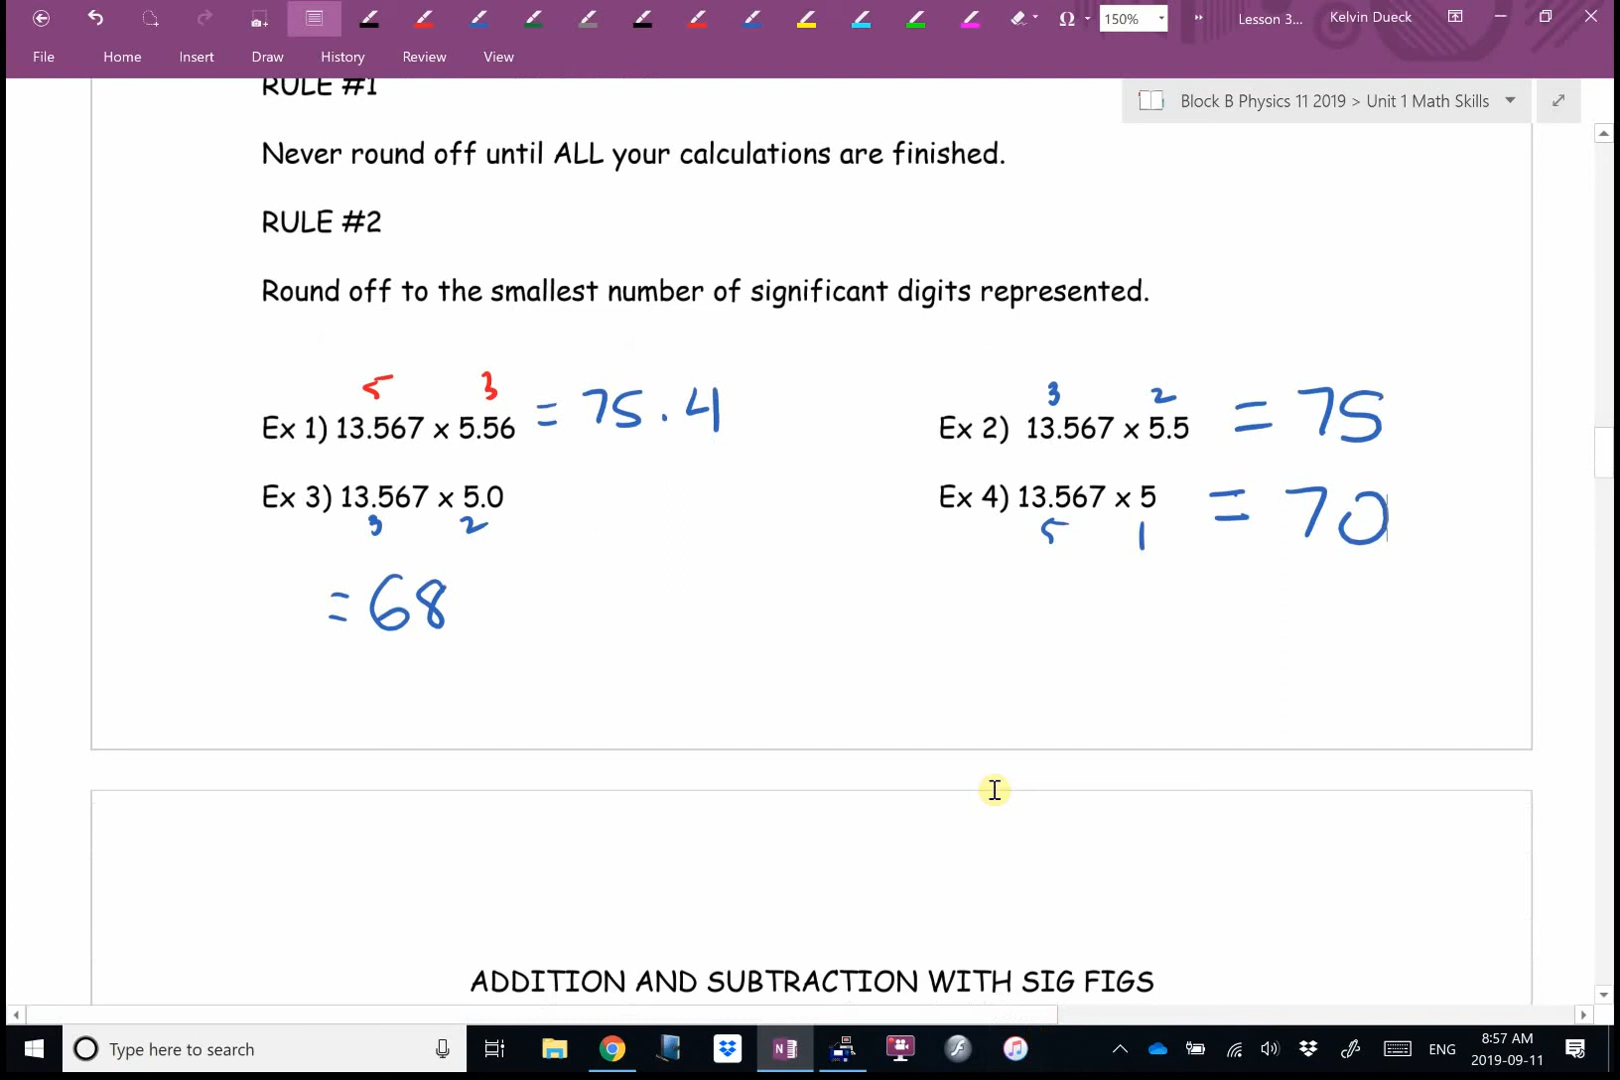 150%
Lesson 3...
Kelvin Dueck
File Home Insert Draw History Review View
RULE #1
Block B Physics 11 2019 > Unit 1 Math Skills
Never round off until ALL your calculations are finished.
RULE #2
Round off to the smallest number of significant digits represented.
5 3
Ex 1) 13.567 x 5.56 = 75.4
3 2
Ex 2) 13.567 x 5.5 = 75
Ex 3) 13.567 x 5.0
3 2
= 68
Ex 4) 13.567 x 5 = 70
5 1
ADDITION AND SUBTRACTION WITH SIG FIGS
Type here to search
ENG
8:57 AM
2019-09-11